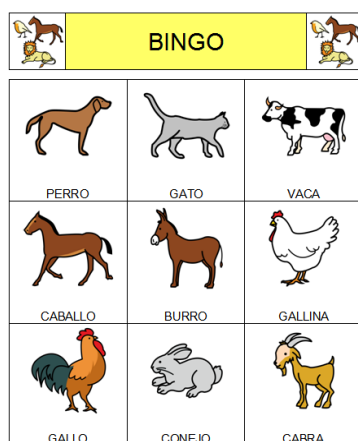 BINGO
PERRO GATO VACA
CABALLO BURRO GALLINA
GALLO CONEJO CABRA